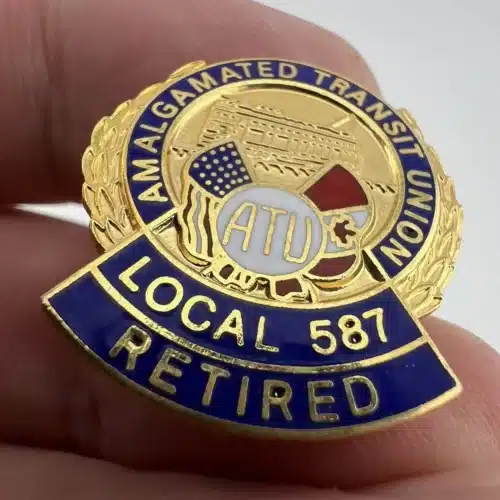 AMALGAMATED TRANSIT UNION
ATU
LOCAL 587
RETIRED